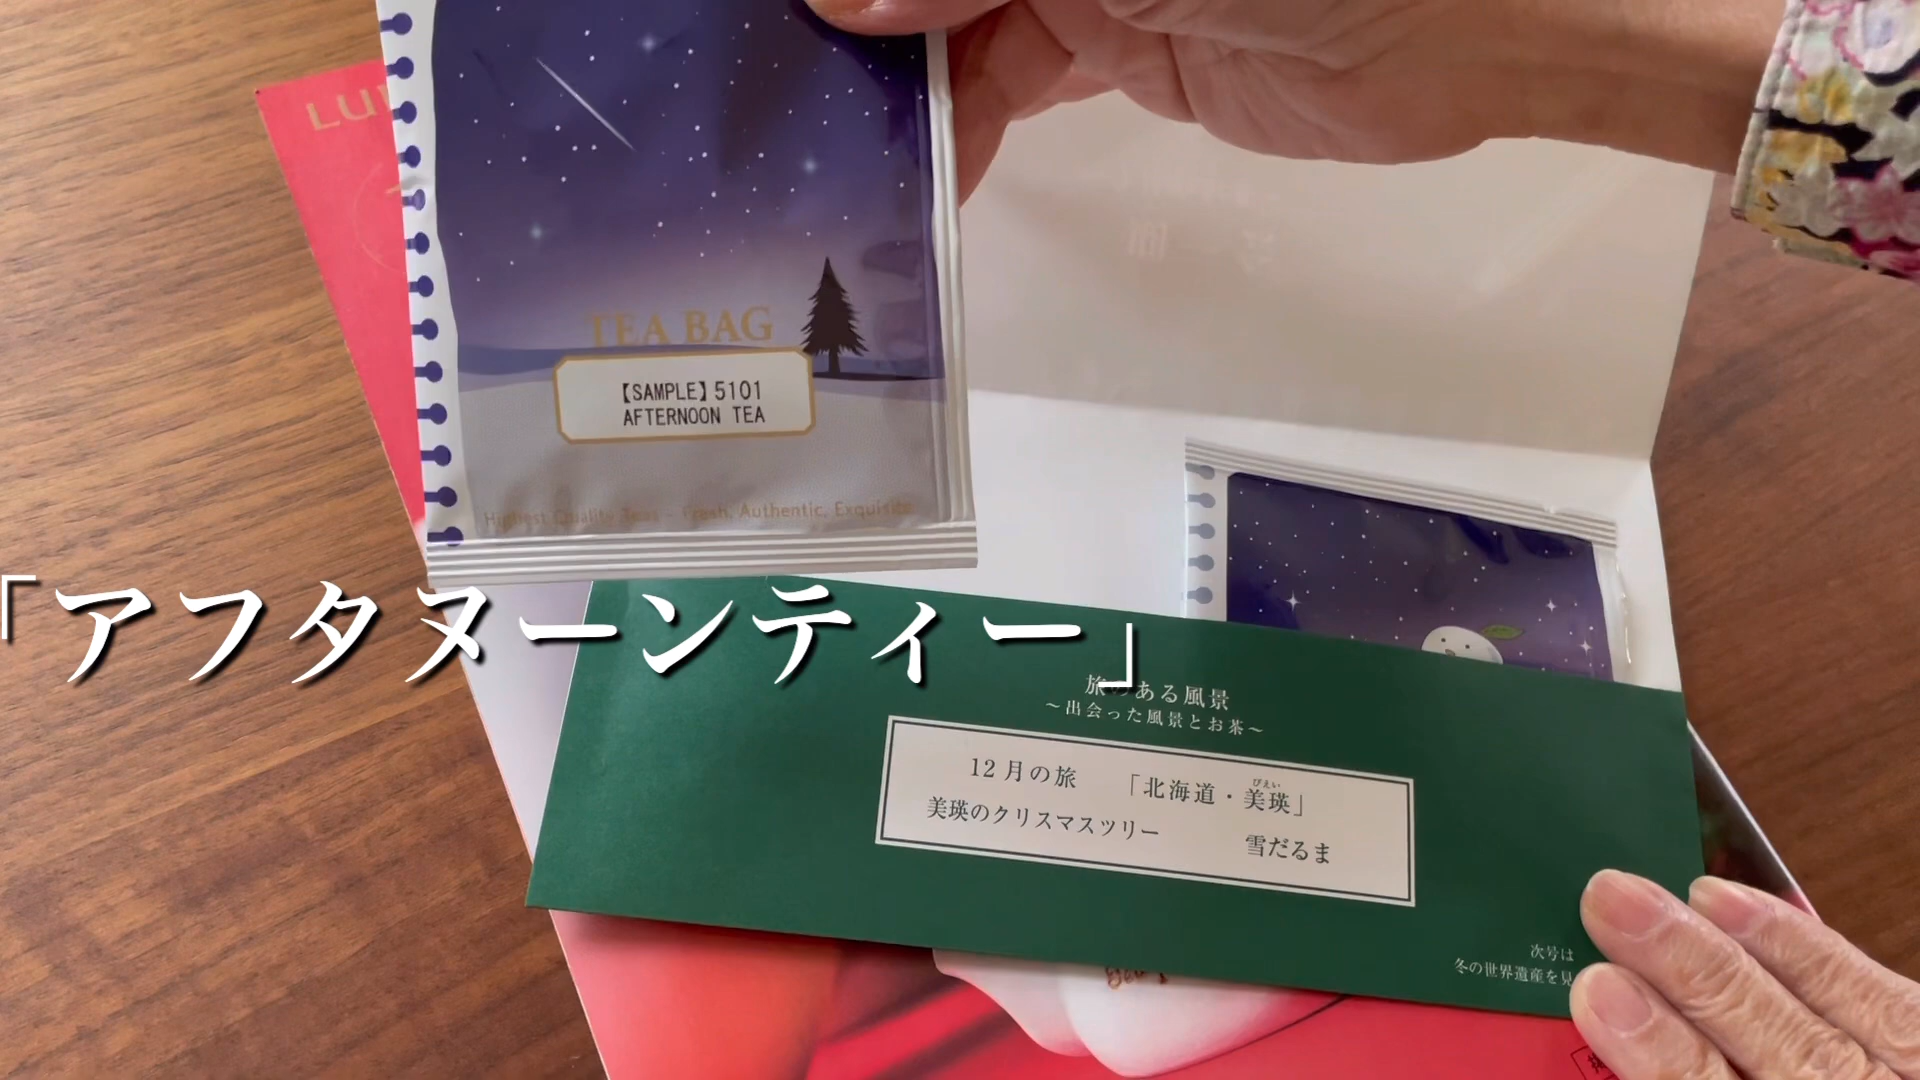 TEA BAG
【SAMPLE】5101
AFTERNOON TEA
Highest Quality Teas - Fresh, Authentic, Exquisite
「アフタヌーンティー」
旅のある風景
～出会った風景とお茶～
12月の旅 「北海道・美瑛」
びえい
美瑛のクリスマスツリー 雪だるま
次号は
冬の世界遺産を見